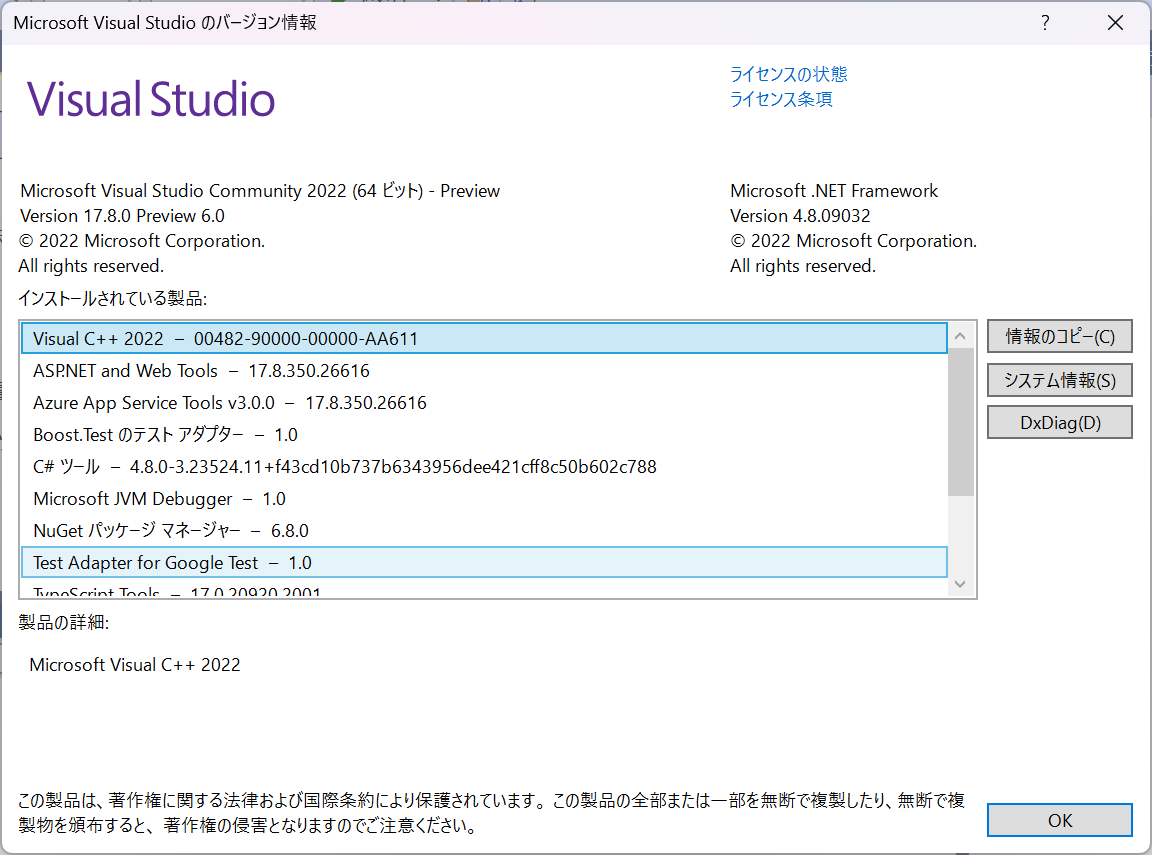 Microsoft Visual Studio のバージョン情報
?
Visual Studio
ライセンスの状態
ライセンス条項
Microsoft Visual Studio Community 2022 (64 ビット) - Preview
Version 17.8.0 Preview 6.0
© 2022 Microsoft Corporation.
All rights reserved.
Microsoft .NET Framework
Version 4.8.09032
© 2022 Microsoft Corporation.
All rights reserved.
インストールされている製品:
Visual C++ 2022 – 00482-90000-00000-AA611
ASP.NET and Web Tools – 17.8.350.26616
Azure App Service Tools v3.0.0 – 17.8.350.26616
Boost.Test のテスト アダプター – 1.0
C# ツール – 4.8.0-3.23524.11+f43cd10b737b6343956dee421cff8c50b602c788
Microsoft JVM Debugger – 1.0
NuGet パッケージ マネージャー – 6.8.0
Test Adapter for Google Test – 1.0
TypeScript Tools – 17.0.20920.2001
情報のコピー(C)
システム情報(S)
DxDiag(D)
製品の詳細:
Microsoft Visual C++ 2022
この製品は、著作権に関する法律および国際条約により保護されています。この製品の全部または一部を無断で複製したり、無断で複
製物を頒布すると、著作権の侵害となりますのでご注意ください。
OK